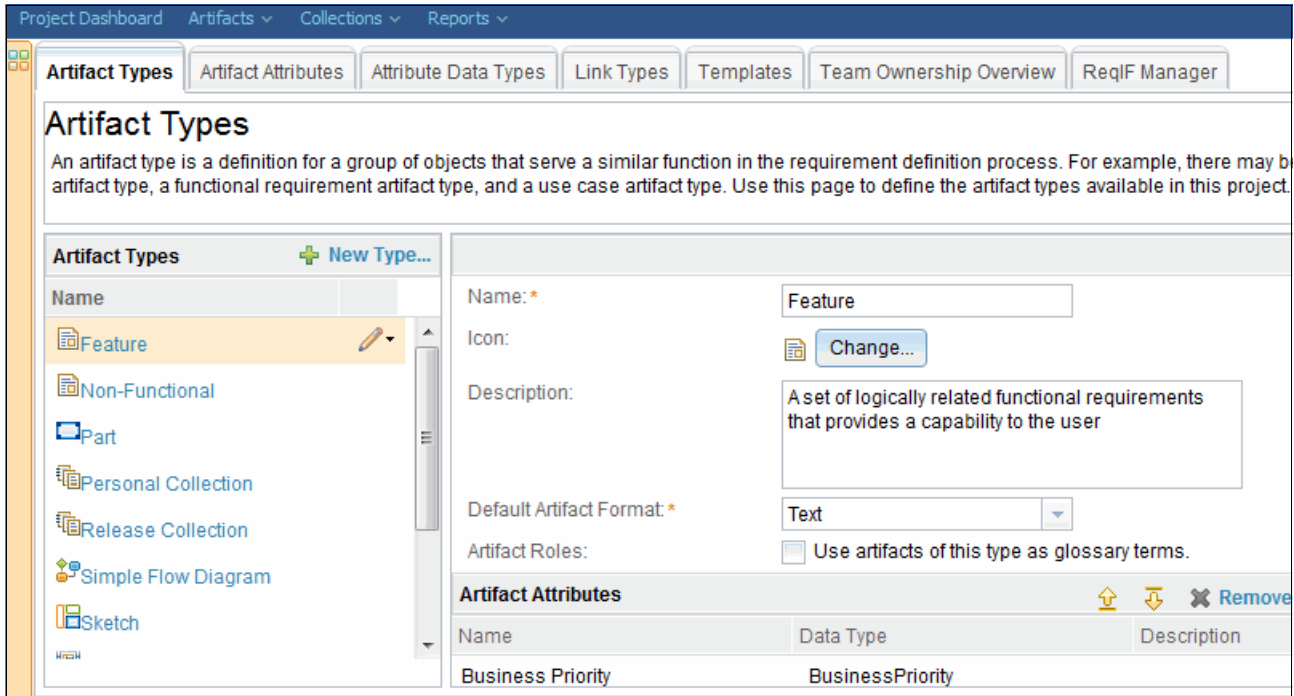 Project Dashboard Artifacts Collections Reports
Artifact Types Artifact Attributes Attribute Data Types Link Types Templates Team Ownership Overview ReqIF Manager
Artifact Types
An artifact type is a definition for a group of objects that serve a similar function in the requirement definition process. For example, there may be
artifact type, a functional requirement artifact type, and a use case artifact type. Use this page to define the artifact types available in this project.
Artifact Types New Type...
Name
Feature
Non-Functional
Part
Personal Collection
Release Collection
Simple Flow Diagram
Sketch
Name:* Feature
Icon: Change...
Description: A set of logically related functional requirements
that provides a capability to the user
Default Artifact Format:* Text
Artifact Roles: Use artifacts of this type as glossary terms.
Artifact Attributes Remove
Name Data Type Description
Business Priority BusinessPriority